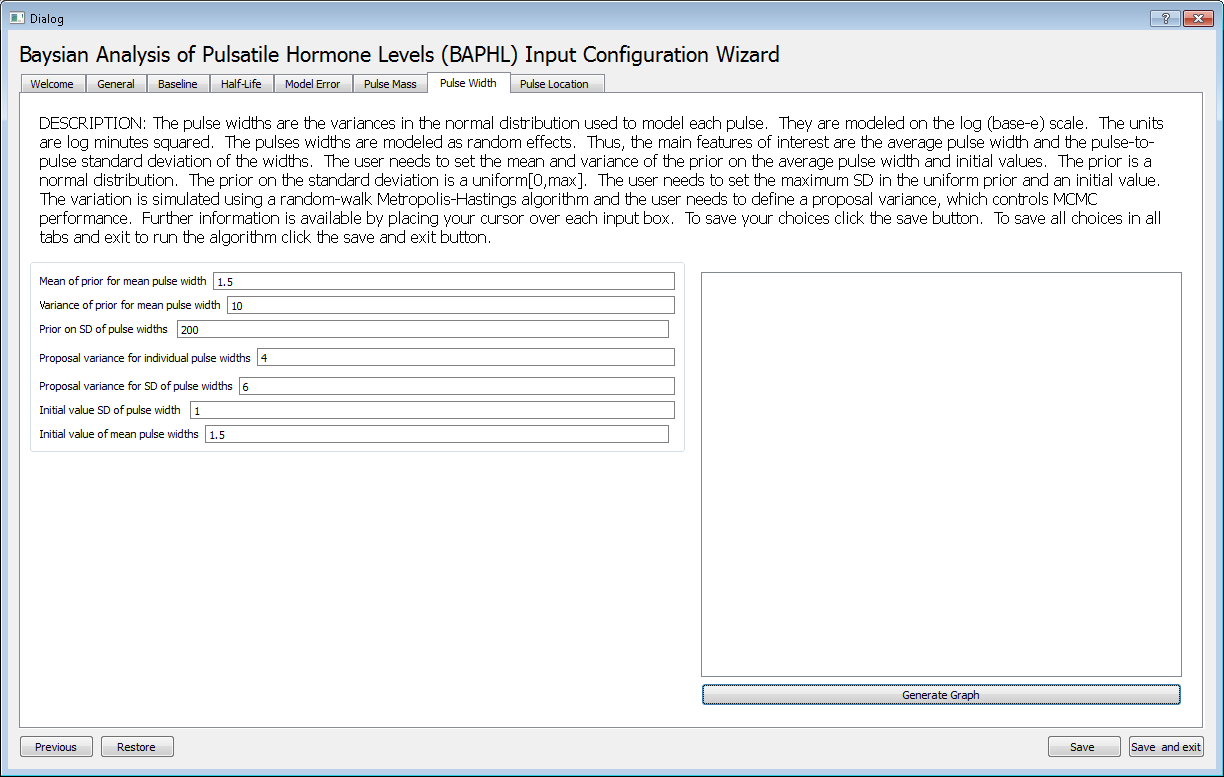 Dialog
Baysian Analysis of Pulsatile Hormone Levels (BAPHL) Input Configuration Wizard
Welcome General Baseline Half-Life Model Error Pulse Mass Pulse Width Pulse Location
DESCRIPTION: The pulse widths are the variances in the normal distribution used to model each pulse. They are modeled on the log (base-e) scale. The units
are log minutes squared. The pulses widths are modeled as random effects. Thus, the main features of interest are the average pulse width and the pulse-to-
pulse standard deviation of the widths. The user needs to set the mean and variance of the prior on the average pulse width and initial values. The prior is a
normal distribution. The prior on the standard deviation is a uniform[0,max]. The user needs to set the maximum SD in the uniform prior and an initial value.
The variation is simulated using a random-walk Metropolis-Hastings algorithm and the user needs to define a proposal variance, which controls MCMC
performance. Further information is available by placing your cursor over each input box. To save your choices click the save button. To save all choices in all
tabs and exit to run the algorithm click the save and exit button.
Mean of prior for mean pulse width 1.5
Variance of prior for mean pulse width 10
Prior on SD of pulse widths 200
Proposal variance for individual pulse widths 4
Proposal variance for SD of pulse widths 6
Initial value SD of pulse width 1
Initial value of mean pulse widths 1.5
Generate Graph
Previous Restore Save Save and exit